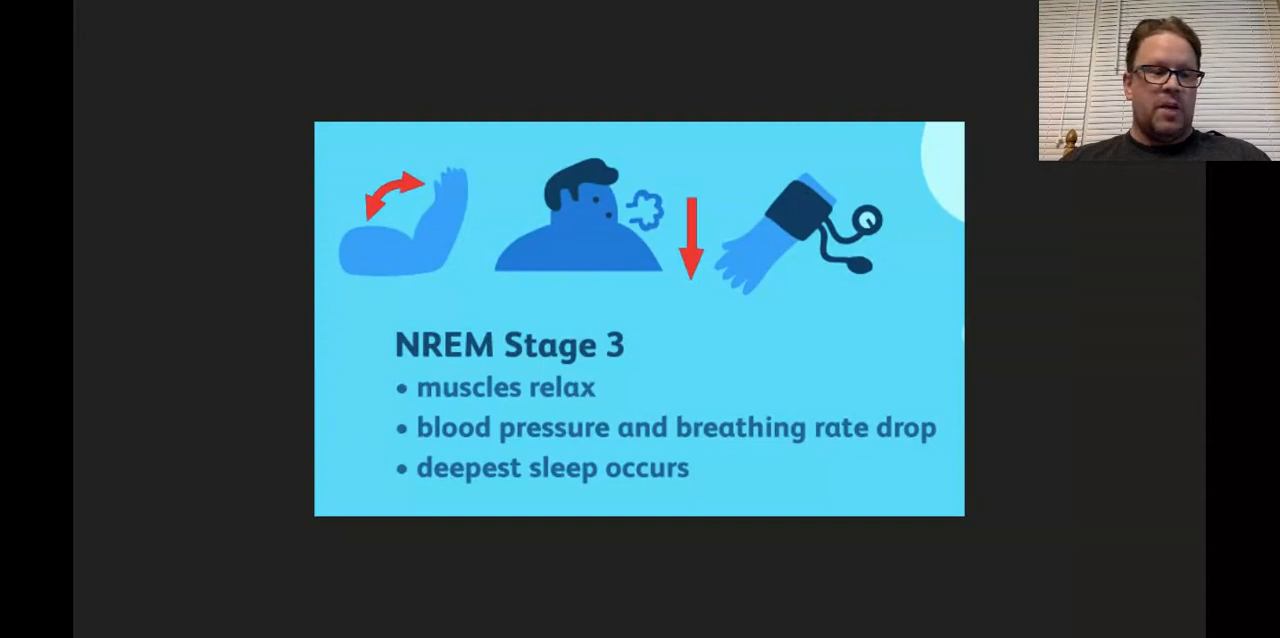 NREM Stage 3
• muscles relax
• blood pressure and breathing rate drop
• deepest sleep occurs